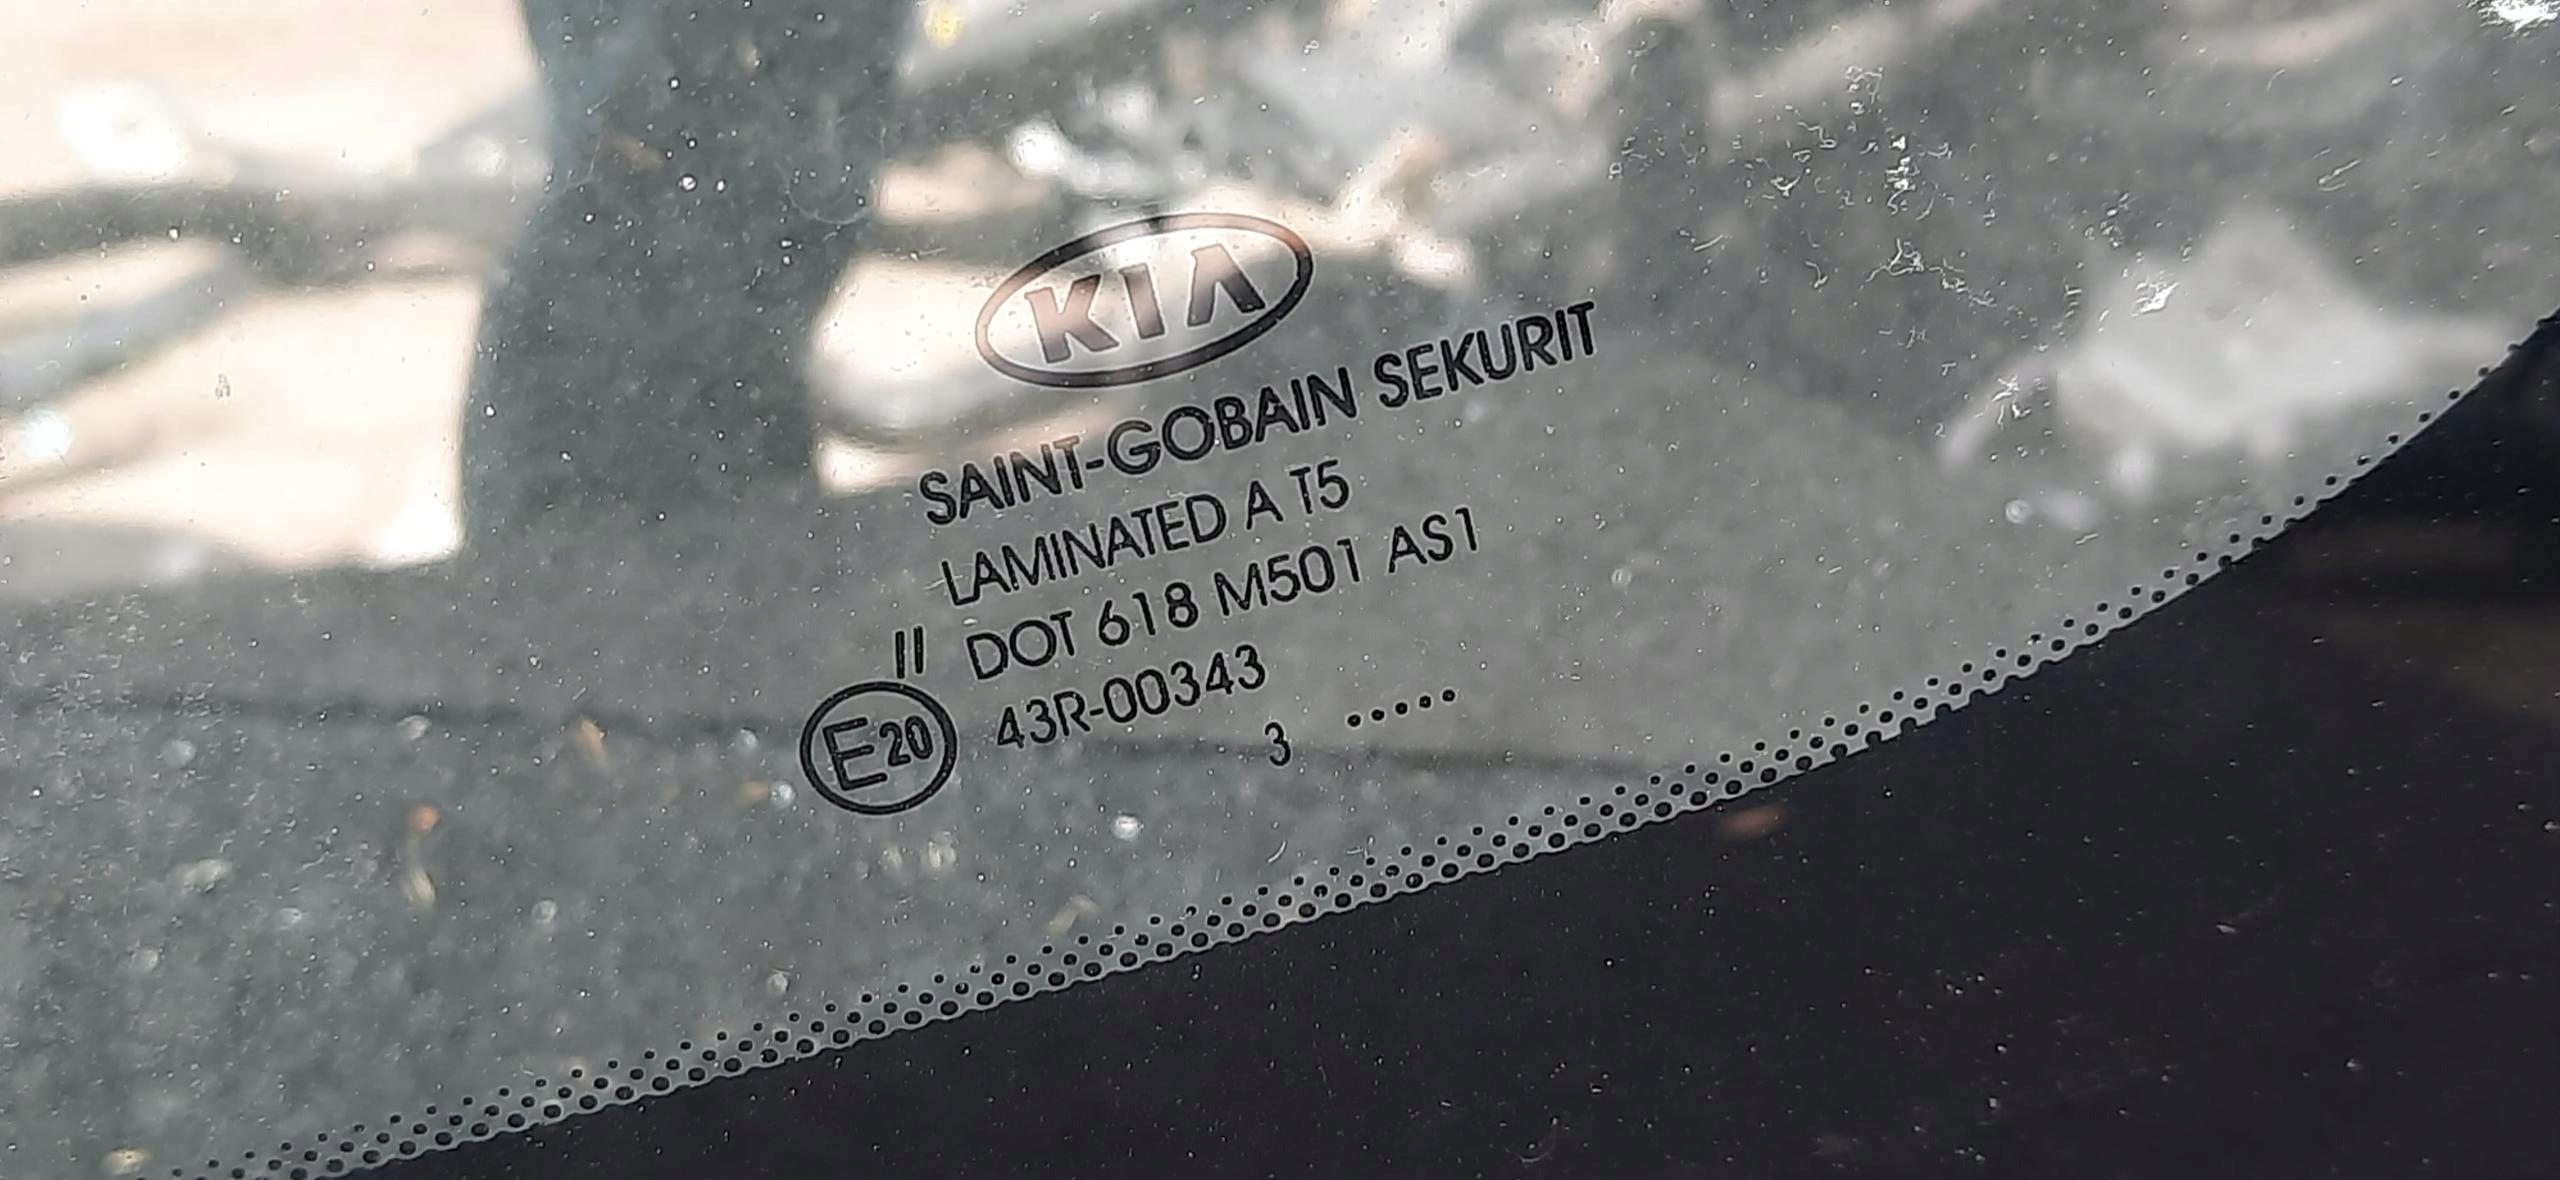 KIA
SAINT-GOBAIN SEKURIT
LAMINATED A T5
II DOT 618 M501 AS1
E20 43R-00343
3 .....